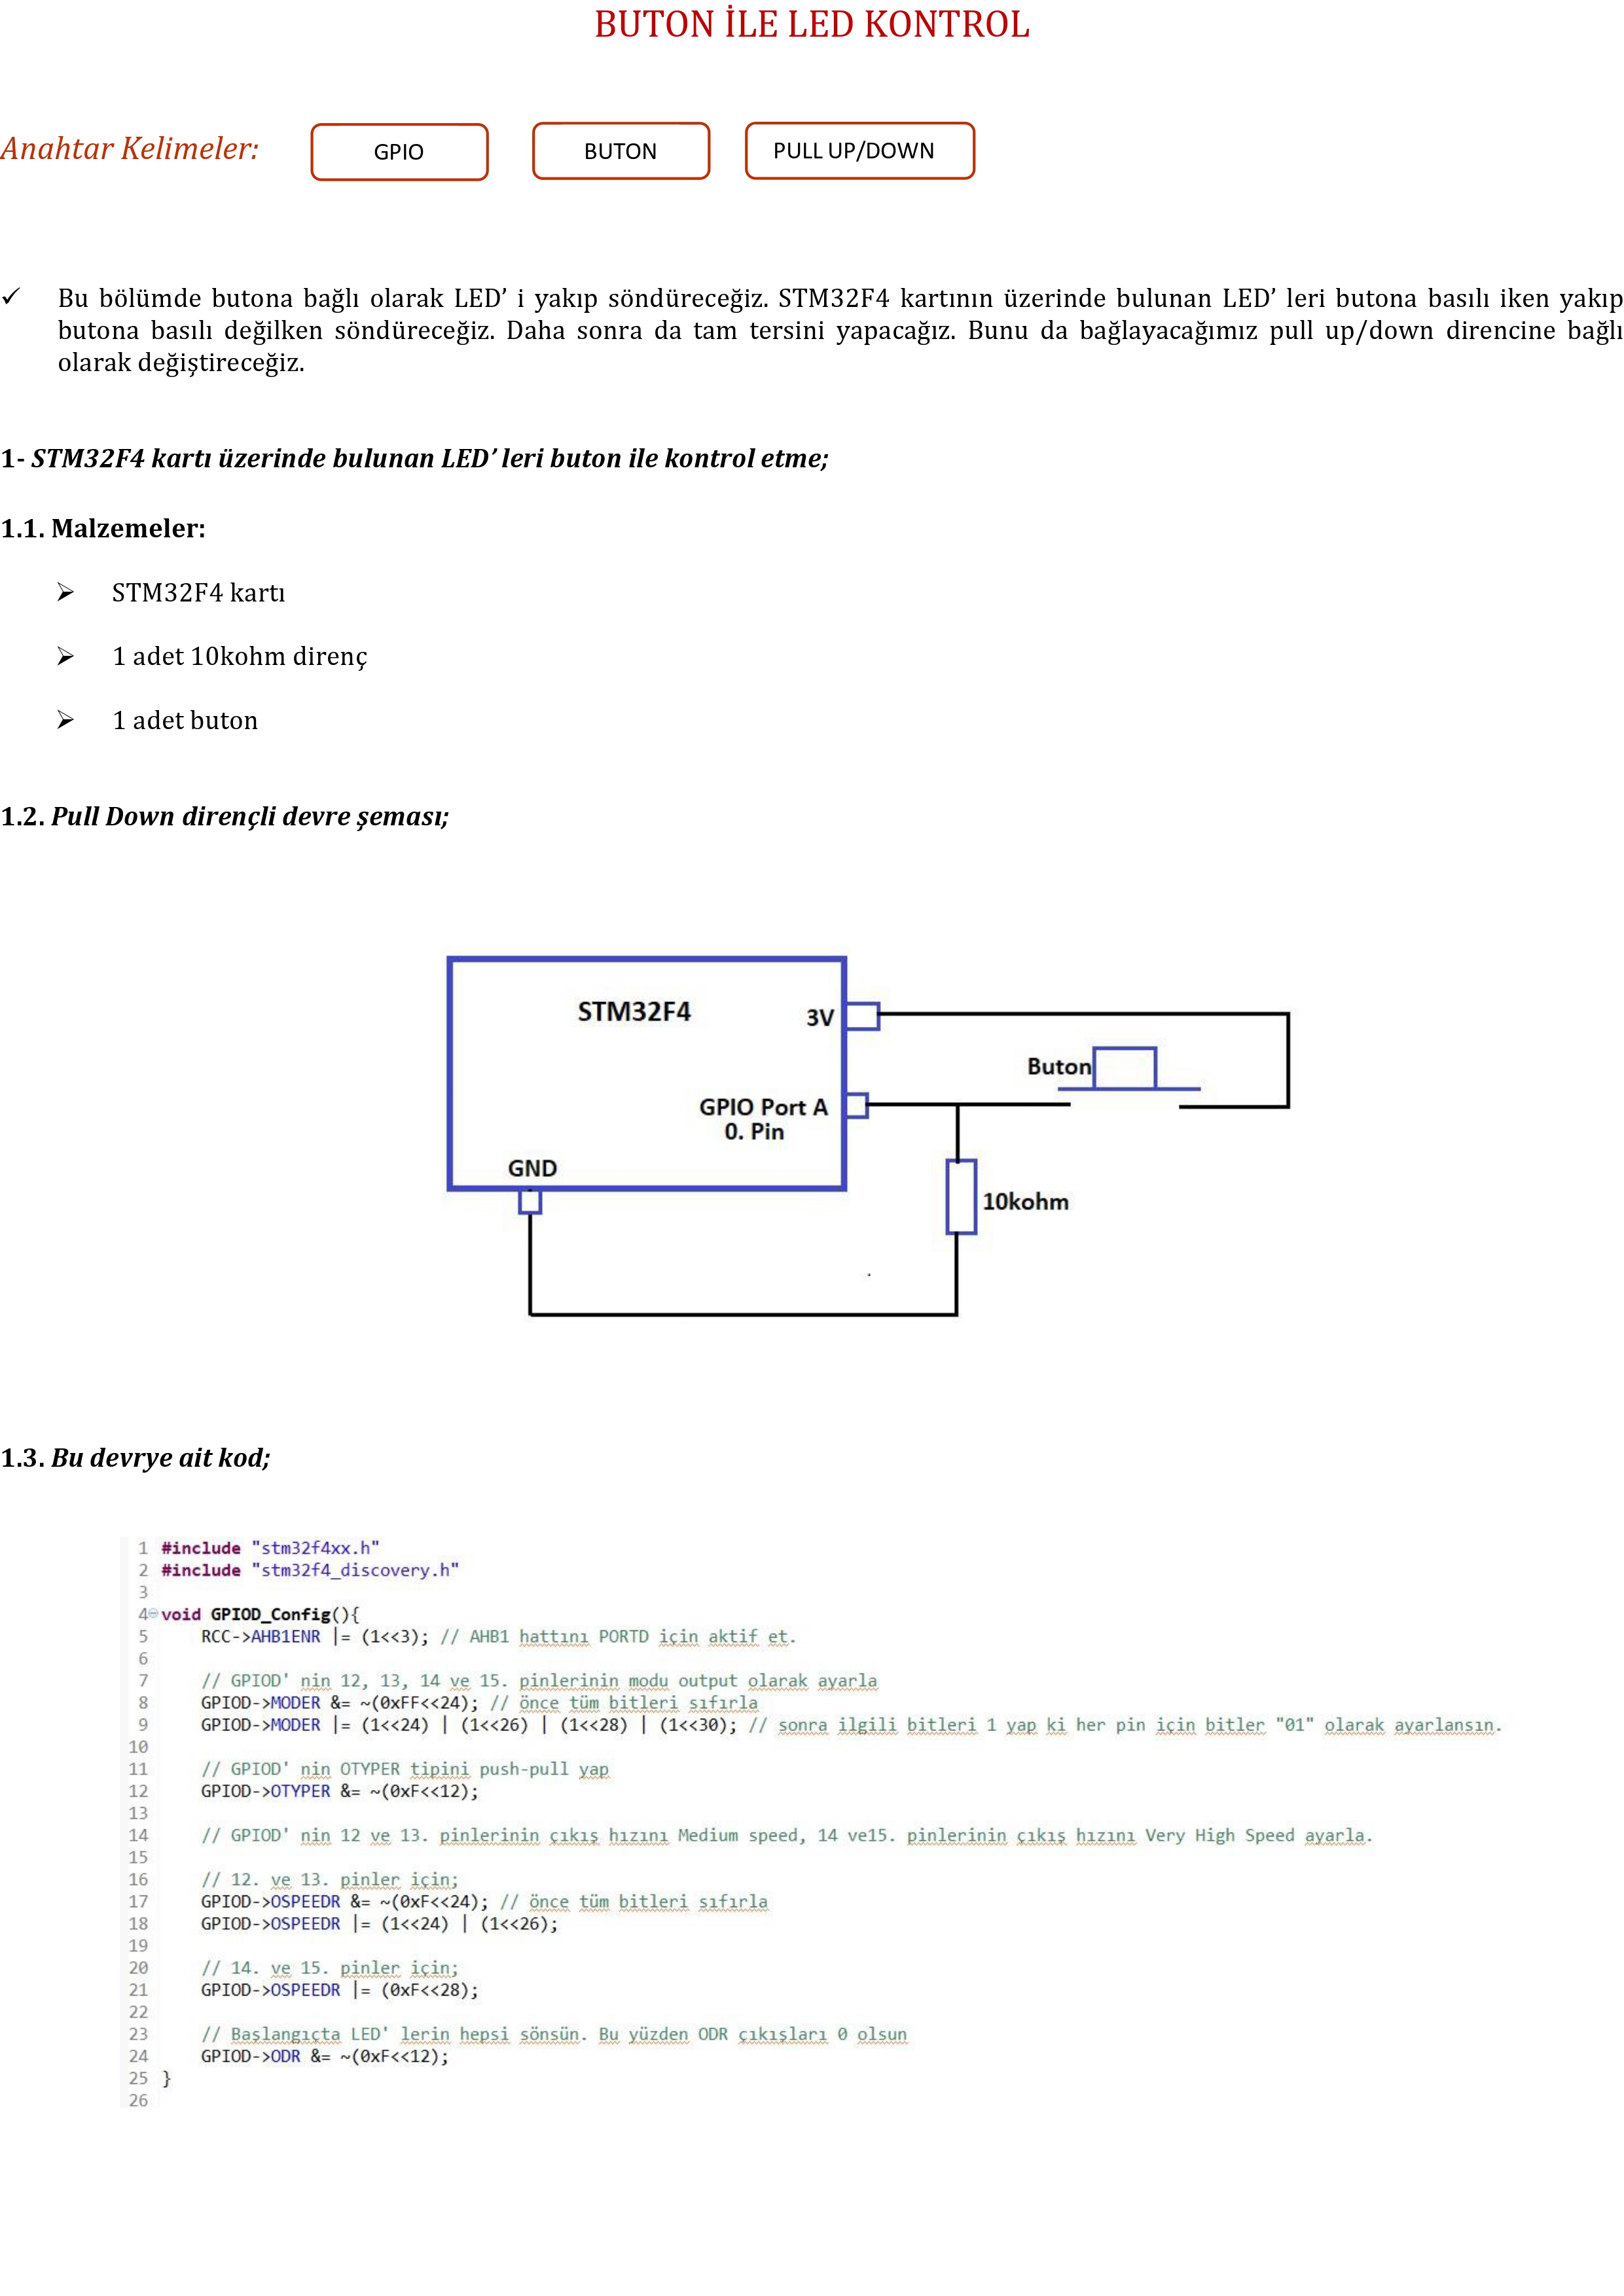 BUTON İLE LED KONTROL
Anahtar Kelimeler:
GPIO
BUTON
PULL UP/DOWN
✓ Bu bölümde butona bağlı olarak LED’ i yakıp söndüreceğiz. STM32F4 kartının üzerinde bulunan LED’ leri butona basılı iken yakıp
butona basılı değilken söndüreceğiz. Daha sonra da tam tersini yapacağız. Bunu da bağlayacağımız pull up/down direncine bağlı
olarak değiştireceğiz.
1- STM32F4 kartı üzerinde bulunan LED’ leri buton ile kontrol etme;
1.1. Malzemeler:
➢ STM32F4 kartı
➢ 1 adet 10kohm direnç
➢ 1 adet buton
1.2. Pull Down dirençli devre şeması;
STM32F4
3V
Buton
GPIO Port A
0. Pin
GND
10kohm
1.3. Bu devrye ait kod;
1 #include "stm32f4xx.h"
2 #include "stm32f4_discovery.h"
3
4 void GPIOD_Config(){
5 RCC->AHB1ENR |= (1<<3); // AHB1 hattını PORTD için aktif et.
6
7 // GPIOD' nin 12, 13, 14 ve 15. pinlerinin modu output olarak ayarla
8 GPIOD->MODER &= ~(0xFF<<24); // önce tüm bitleri sıfırla
9 GPIOD->MODER |= (1<<24) | (1<<26) | (1<<28) | (1<<30); // sonra ilgili bitleri 1 yap ki her pin için bitler "01" olarak ayarlansın.
10
11 // GPIOD' nin OTYPER tipini push-pull yap
12 GPIOD->OTYPER &= ~(0xF<<12);
13
14 // GPIOD' nin 12 ve 13. pinlerinin çıkış hızını Medium speed, 14 ve15. pinlerinin çıkış hızını Very High Speed ayarla.
15
16 // 12. ve 13. pinler için;
17 GPIOD->OSPEEDR &= ~(0xF<<24); // önce tüm bitleri sıfırla
18 GPIOD->OSPEEDR |= (1<<24) | (1<<26);
19
20 // 14. ve 15. pinler için;
21 GPIOD->OSPEEDR |= (0xF<<28);
22
23 // Başlangıçta LED' lerin hepsi sönsün. Bu yüzden ODR çıkışları 0 olsun
24 GPIOD->ODR &= ~(0xF<<12);
25 }
26